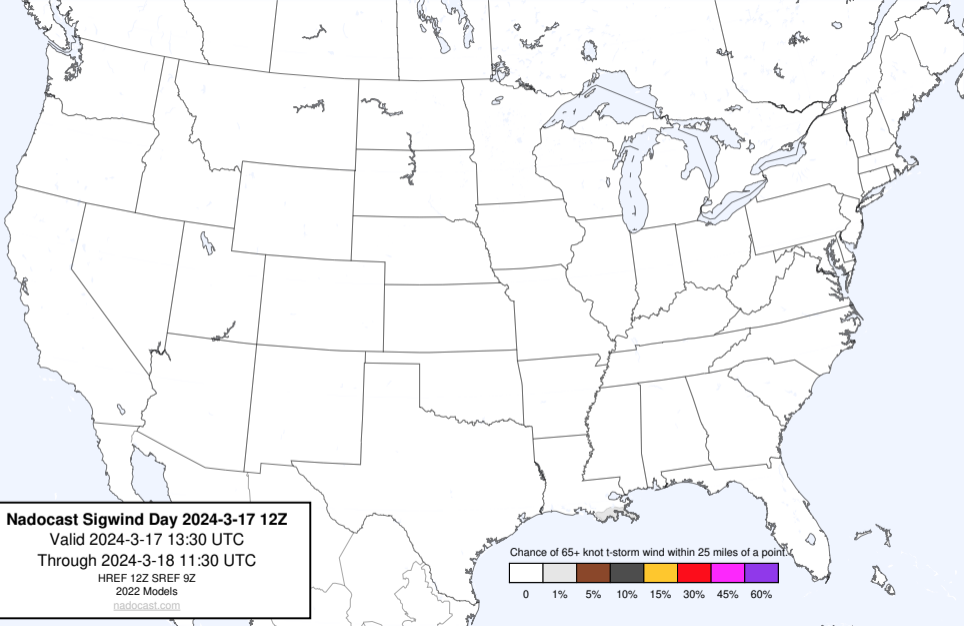 Nadocast Sigwind Day 2024-3-17 12Z
Valid 2024-3-17 13:30 UTC
Through 2024-3-18 11:30 UTC
HREF 12Z SREF 9Z
2022 Models
nadocast.com
Chance of 65+ knot t-storm wind within 25 miles of a point.
0 1% 5% 10% 15% 30% 45% 60%